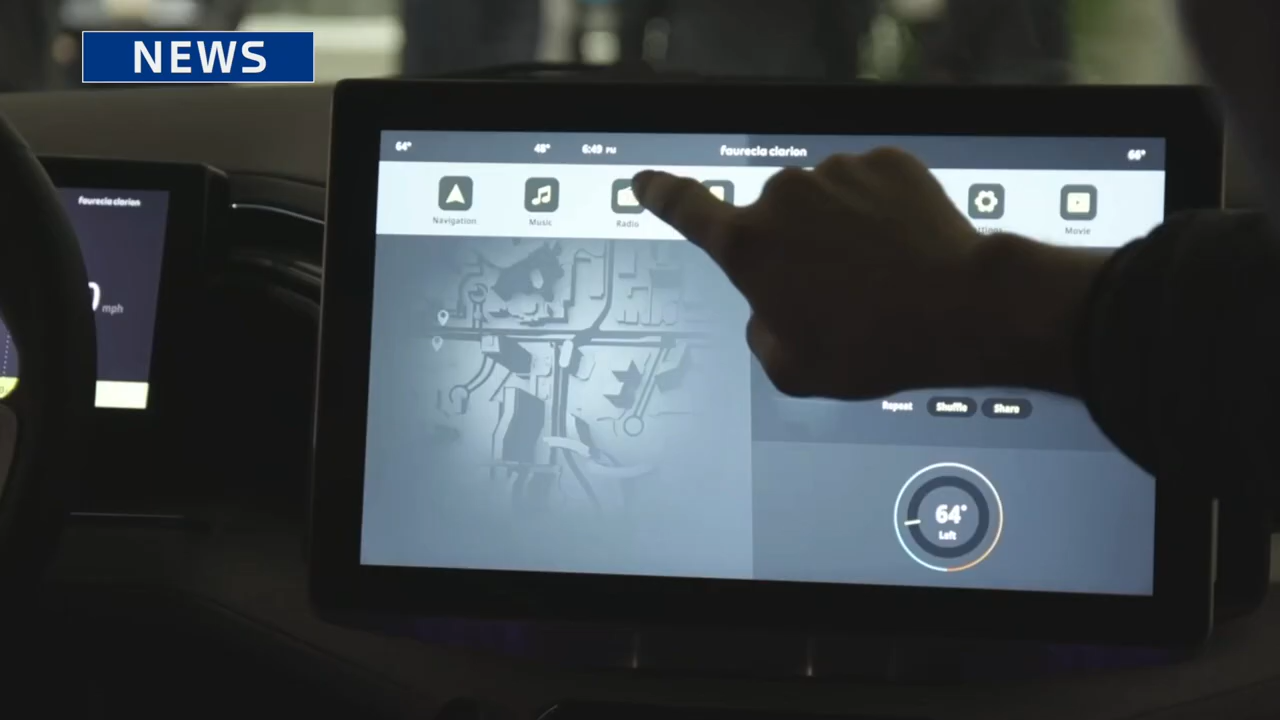 NEWS
64° 48° 6:49 PM faurecia clarion 66°
faurecia clarion
Navigation Music Radio Movie
mph
Repeat Shuffle Share
64°
Left